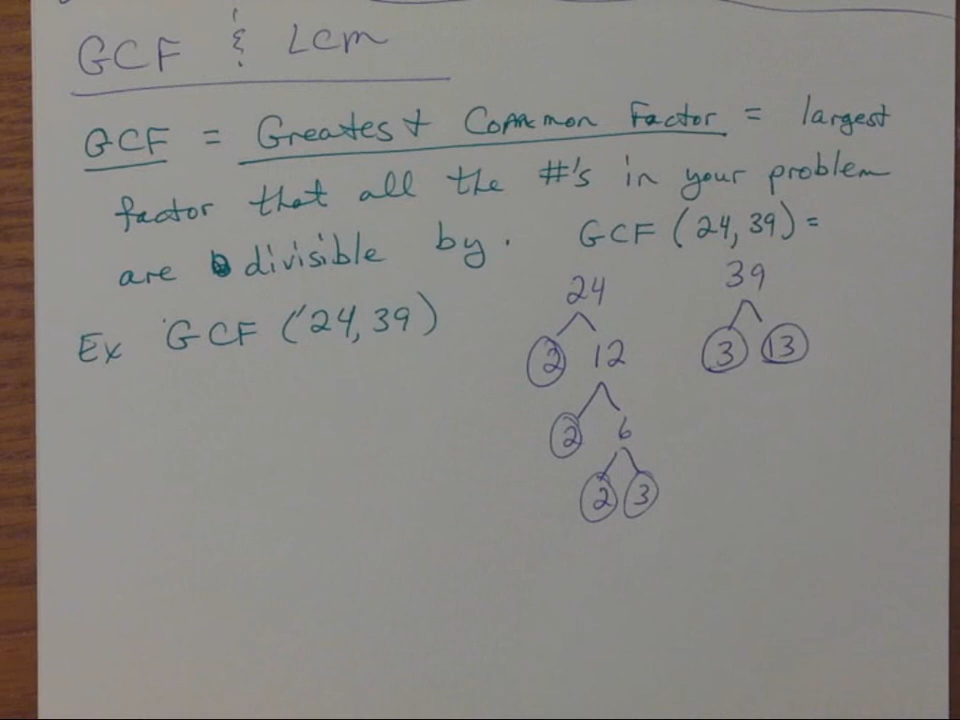 GCF & Lcm
GCF = Greatest Common Factor = largest
factor that all the #'s in your problem
are divisible by. GCF (24, 39) =
Ex GCF (24, 39)
24 39
2 12 3 13
2 6
2 3